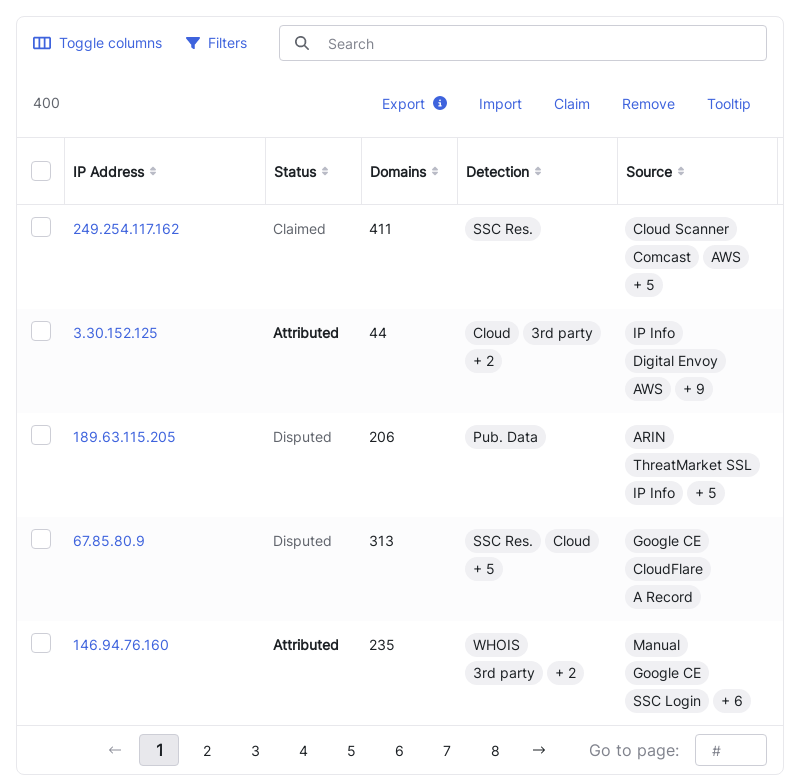 Toggle columns Filters Search
400 Export Import Claim Remove Tooltip
IP Address Status Domains Detection Source
249.254.117.162 Claimed 411 SSC Res. Cloud Scanner
Comcast AWS
+ 5
3.30.152.125 Attributed 44 Cloud 3rd party IP Info
+ 2 Digital Envoy
AWS + 9
189.63.115.205 Disputed 206 Pub. Data ARIN
ThreatMarket SSL
IP Info + 5
67.85.80.9 Disputed 313 SSC Res. Cloud Google CE
+ 5 CloudFlare
A Record
146.94.76.160 Attributed 235 WHOIS Manual
3rd party + 2 Google CE
SSC Login + 6
← 1 2 3 4 5 6 7 8 → Go to page: #